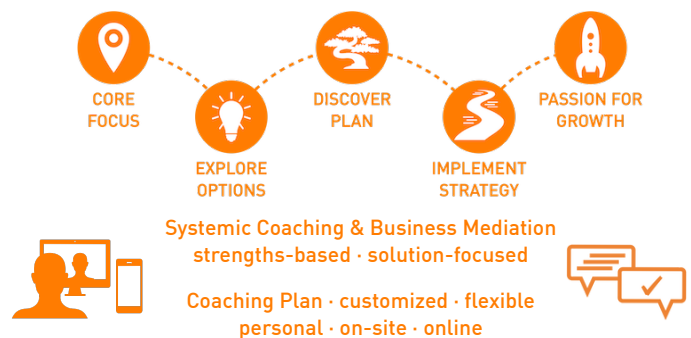 CORE
FOCUS
EXPLORE
OPTIONS
DISCOVER
PLAN
IMPLEMENT
STRATEGY
PASSION FOR
GROWTH
Systemic Coaching & Business Mediation
strengths-based · solution-focused
Coaching Plan · customized · flexible
personal · on-site · online